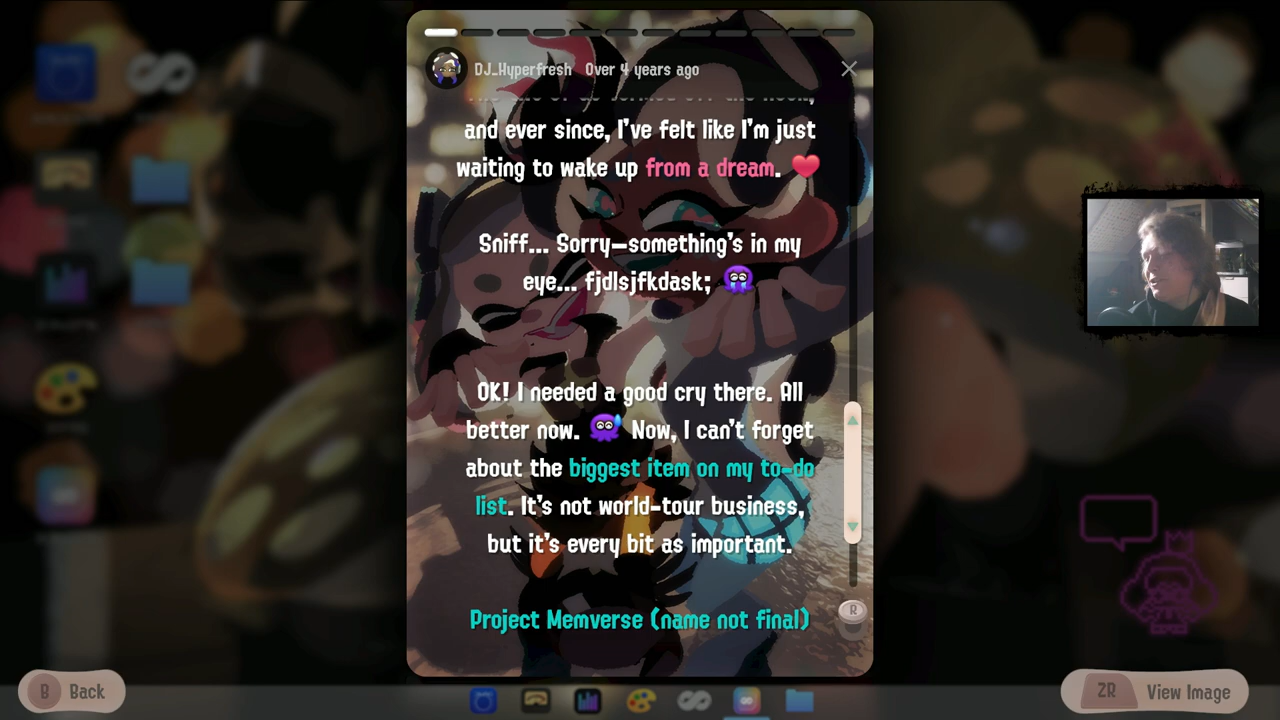 DJ_Hyperfresh Over 4 years ago
and ever since, I've felt like I'm just
waiting to wake up from a dream.
Sniff... Sorry—something's in my
eye... fjdlsjfkdask;
OK! I needed a good cry there. All
better now. Now, I can't forget
about the biggest item on my to-do
list. It's not world-tour business,
but it's every bit as important.
Project Memverse (name not final)
R
B Back
ZR View Image